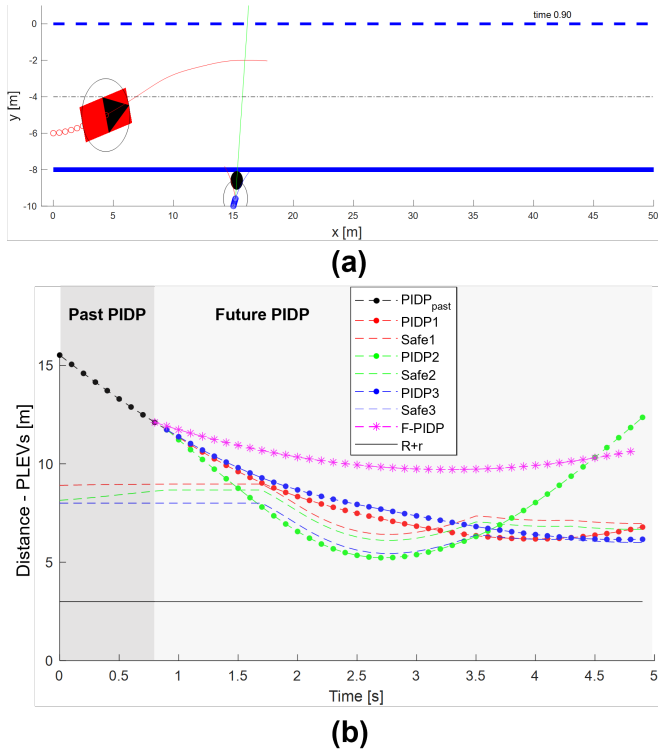 time 0.90
0
-2
-4
-6
-8
-10
y [m]
0 5 10 15 20 25 30 35 40 45 50
x [m]
(a)
Past PIDP
Future PIDP
PIDPpast
PIDP1
Safe1
PIDP2
Safe2
PIDP3
Safe3
F-PIDP
R+r
15
10
5
0
Distance - PLEVs [m]
0 0.5 1 1.5 2 2.5 3 3.5 4 4.5 5
Time [s]
(b)